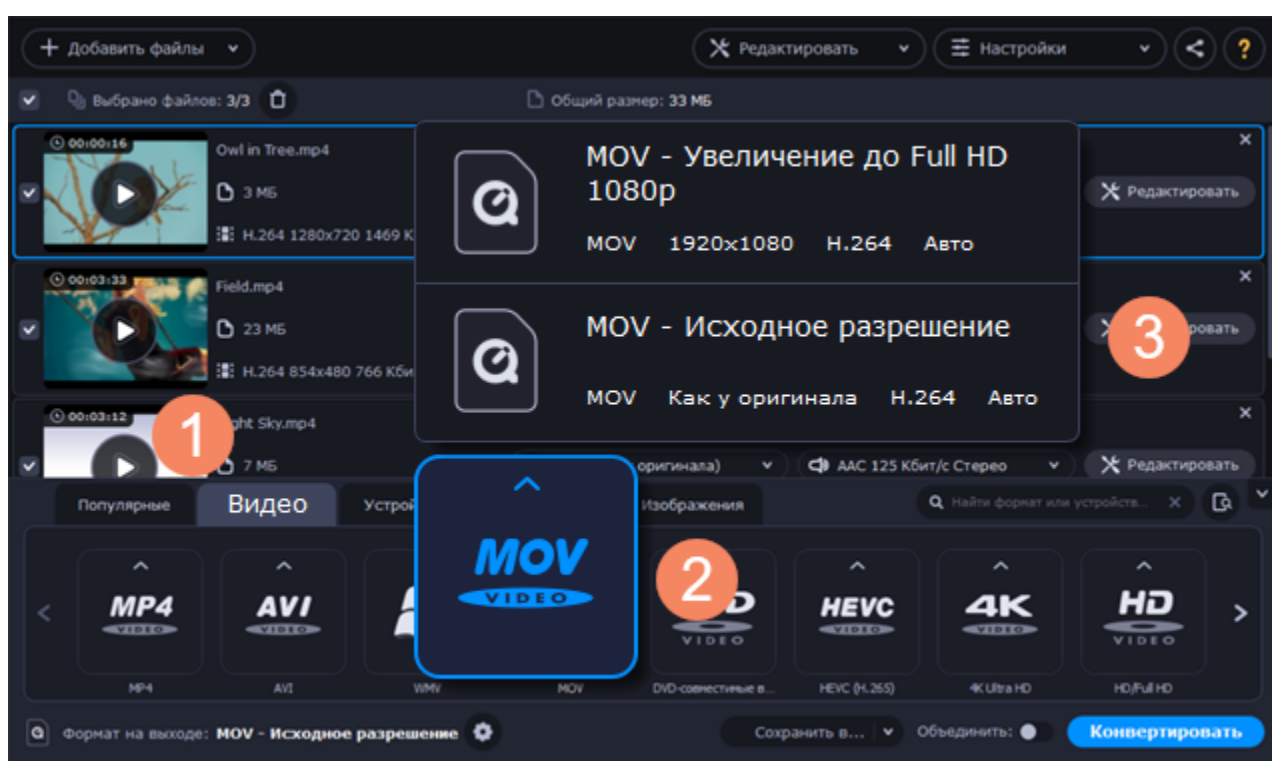 + Добавить файлы
Редактировать
Настройки
?
Выбрано файлов: 3/3
Общий размер: 33 МБ
00:00:16
Owl in Tree.mp4
3 МБ
H.264 1280x720 1469 К
MOV - Увеличение до Full HD
1080p
MOV 1920x1080 H.264 Авто
Редактировать
00:03:33
Field.mp4
23 МБ
H.264 854x480 766 Кби
MOV - Исходное разрешение
MOV Как у оригинала H.264 Авто
3
ровать
00:03:12
1
ght Sky.mp4
7 МБ
оригинала)
AAC 125 Кбит/с Стерео
Редактировать
Популярные
Видео
Устрой
Изображения
Найти формат или устройств...
MP4
VIDEO
AVI
VIDEO
MOV
VIDEO
2
D
VIDEO
HEVC
VIDEO
4K
VIDEO
HD
VIDEO
MP4
AVI
WMV
MOV
DVD-совместимые в...
HEVC (H.265)
4K Ultra HD
HD/Full HD
Формат на выходе: MOV - Исходное разрешение
Сохранить в...
Объединить:
Конвертировать